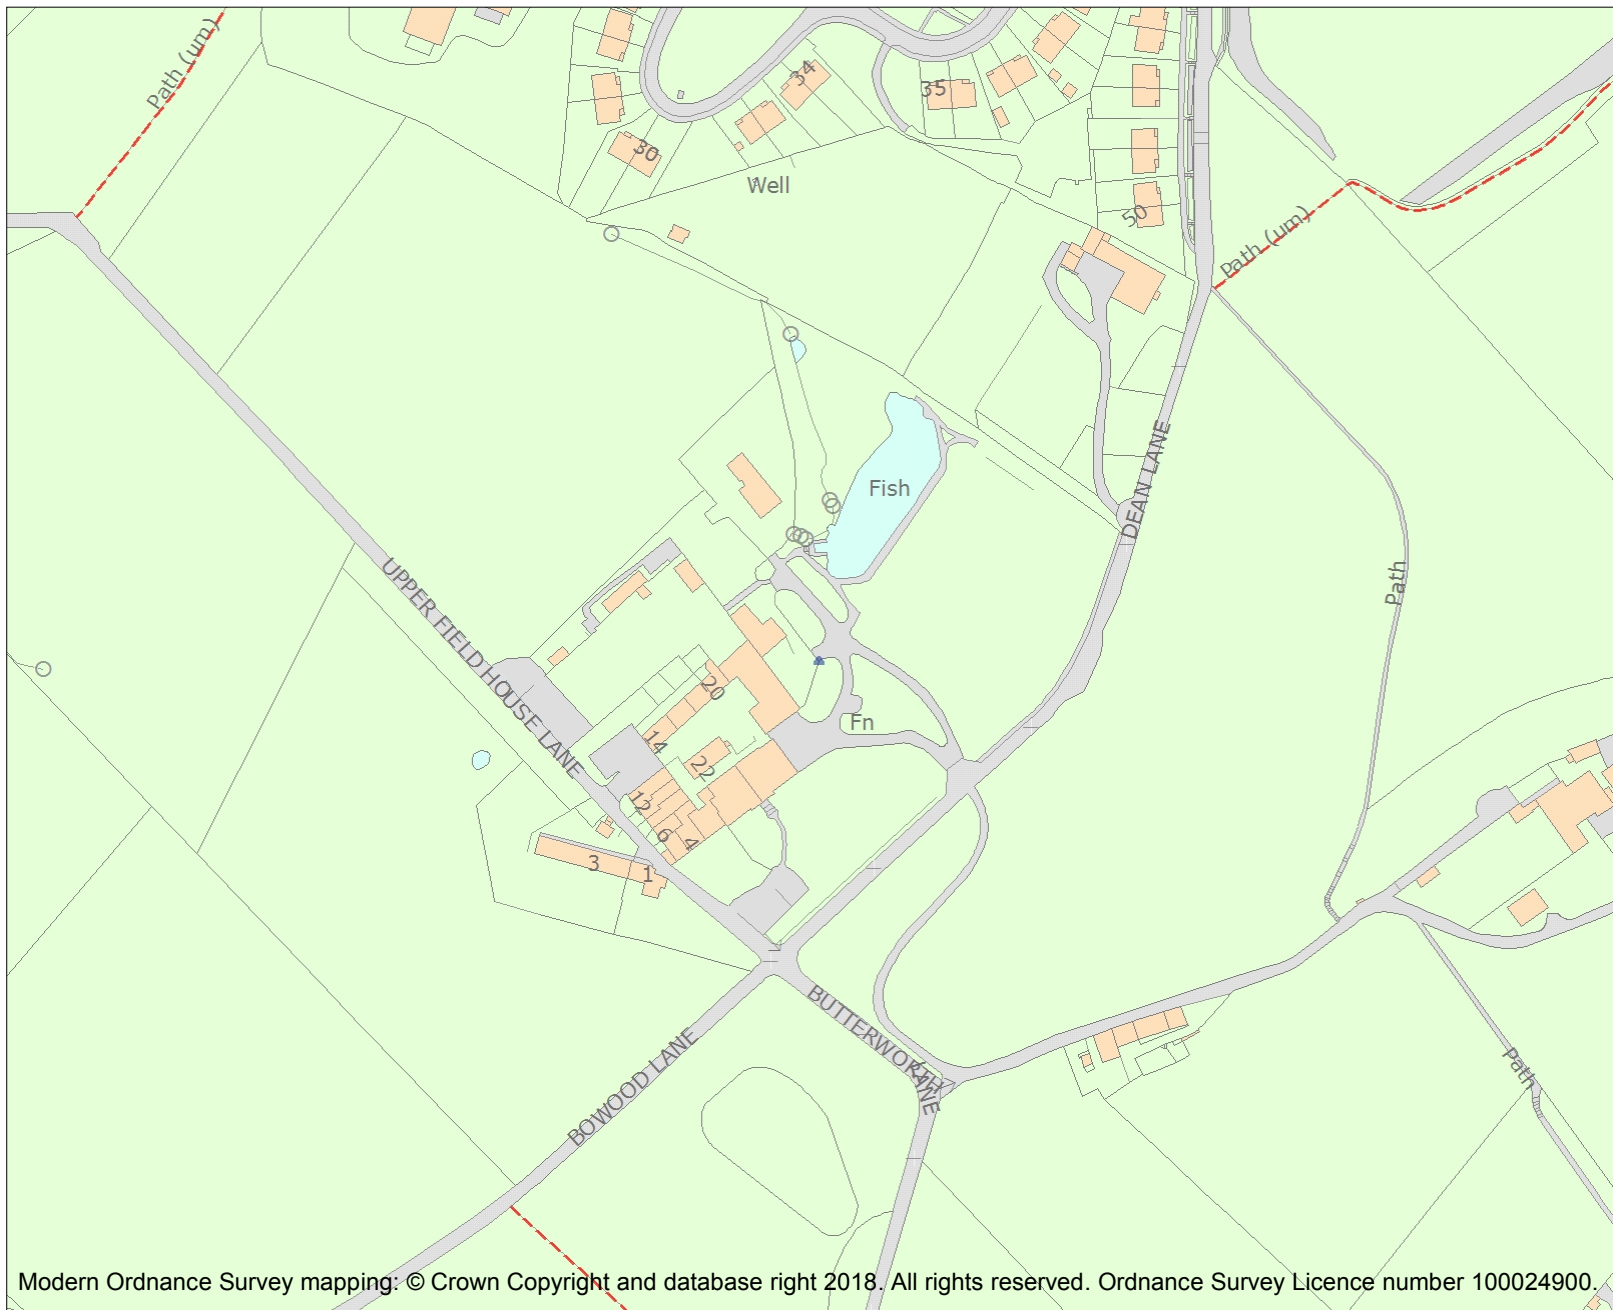 Path (um)
34
35
30
Well
50
Path (um)
Fish
DEAN LANE
UPPER FIELD HOUSE LANE
Path
20
Fn
14
22
12
6
4
3
1
BUTTERWORTH
LANE
BOWOOD LANE
Path
Modern Ordnance Survey mapping: © Crown Copyright and database right 2018. All rights reserved. Ordnance Survey Licence number 100024900.